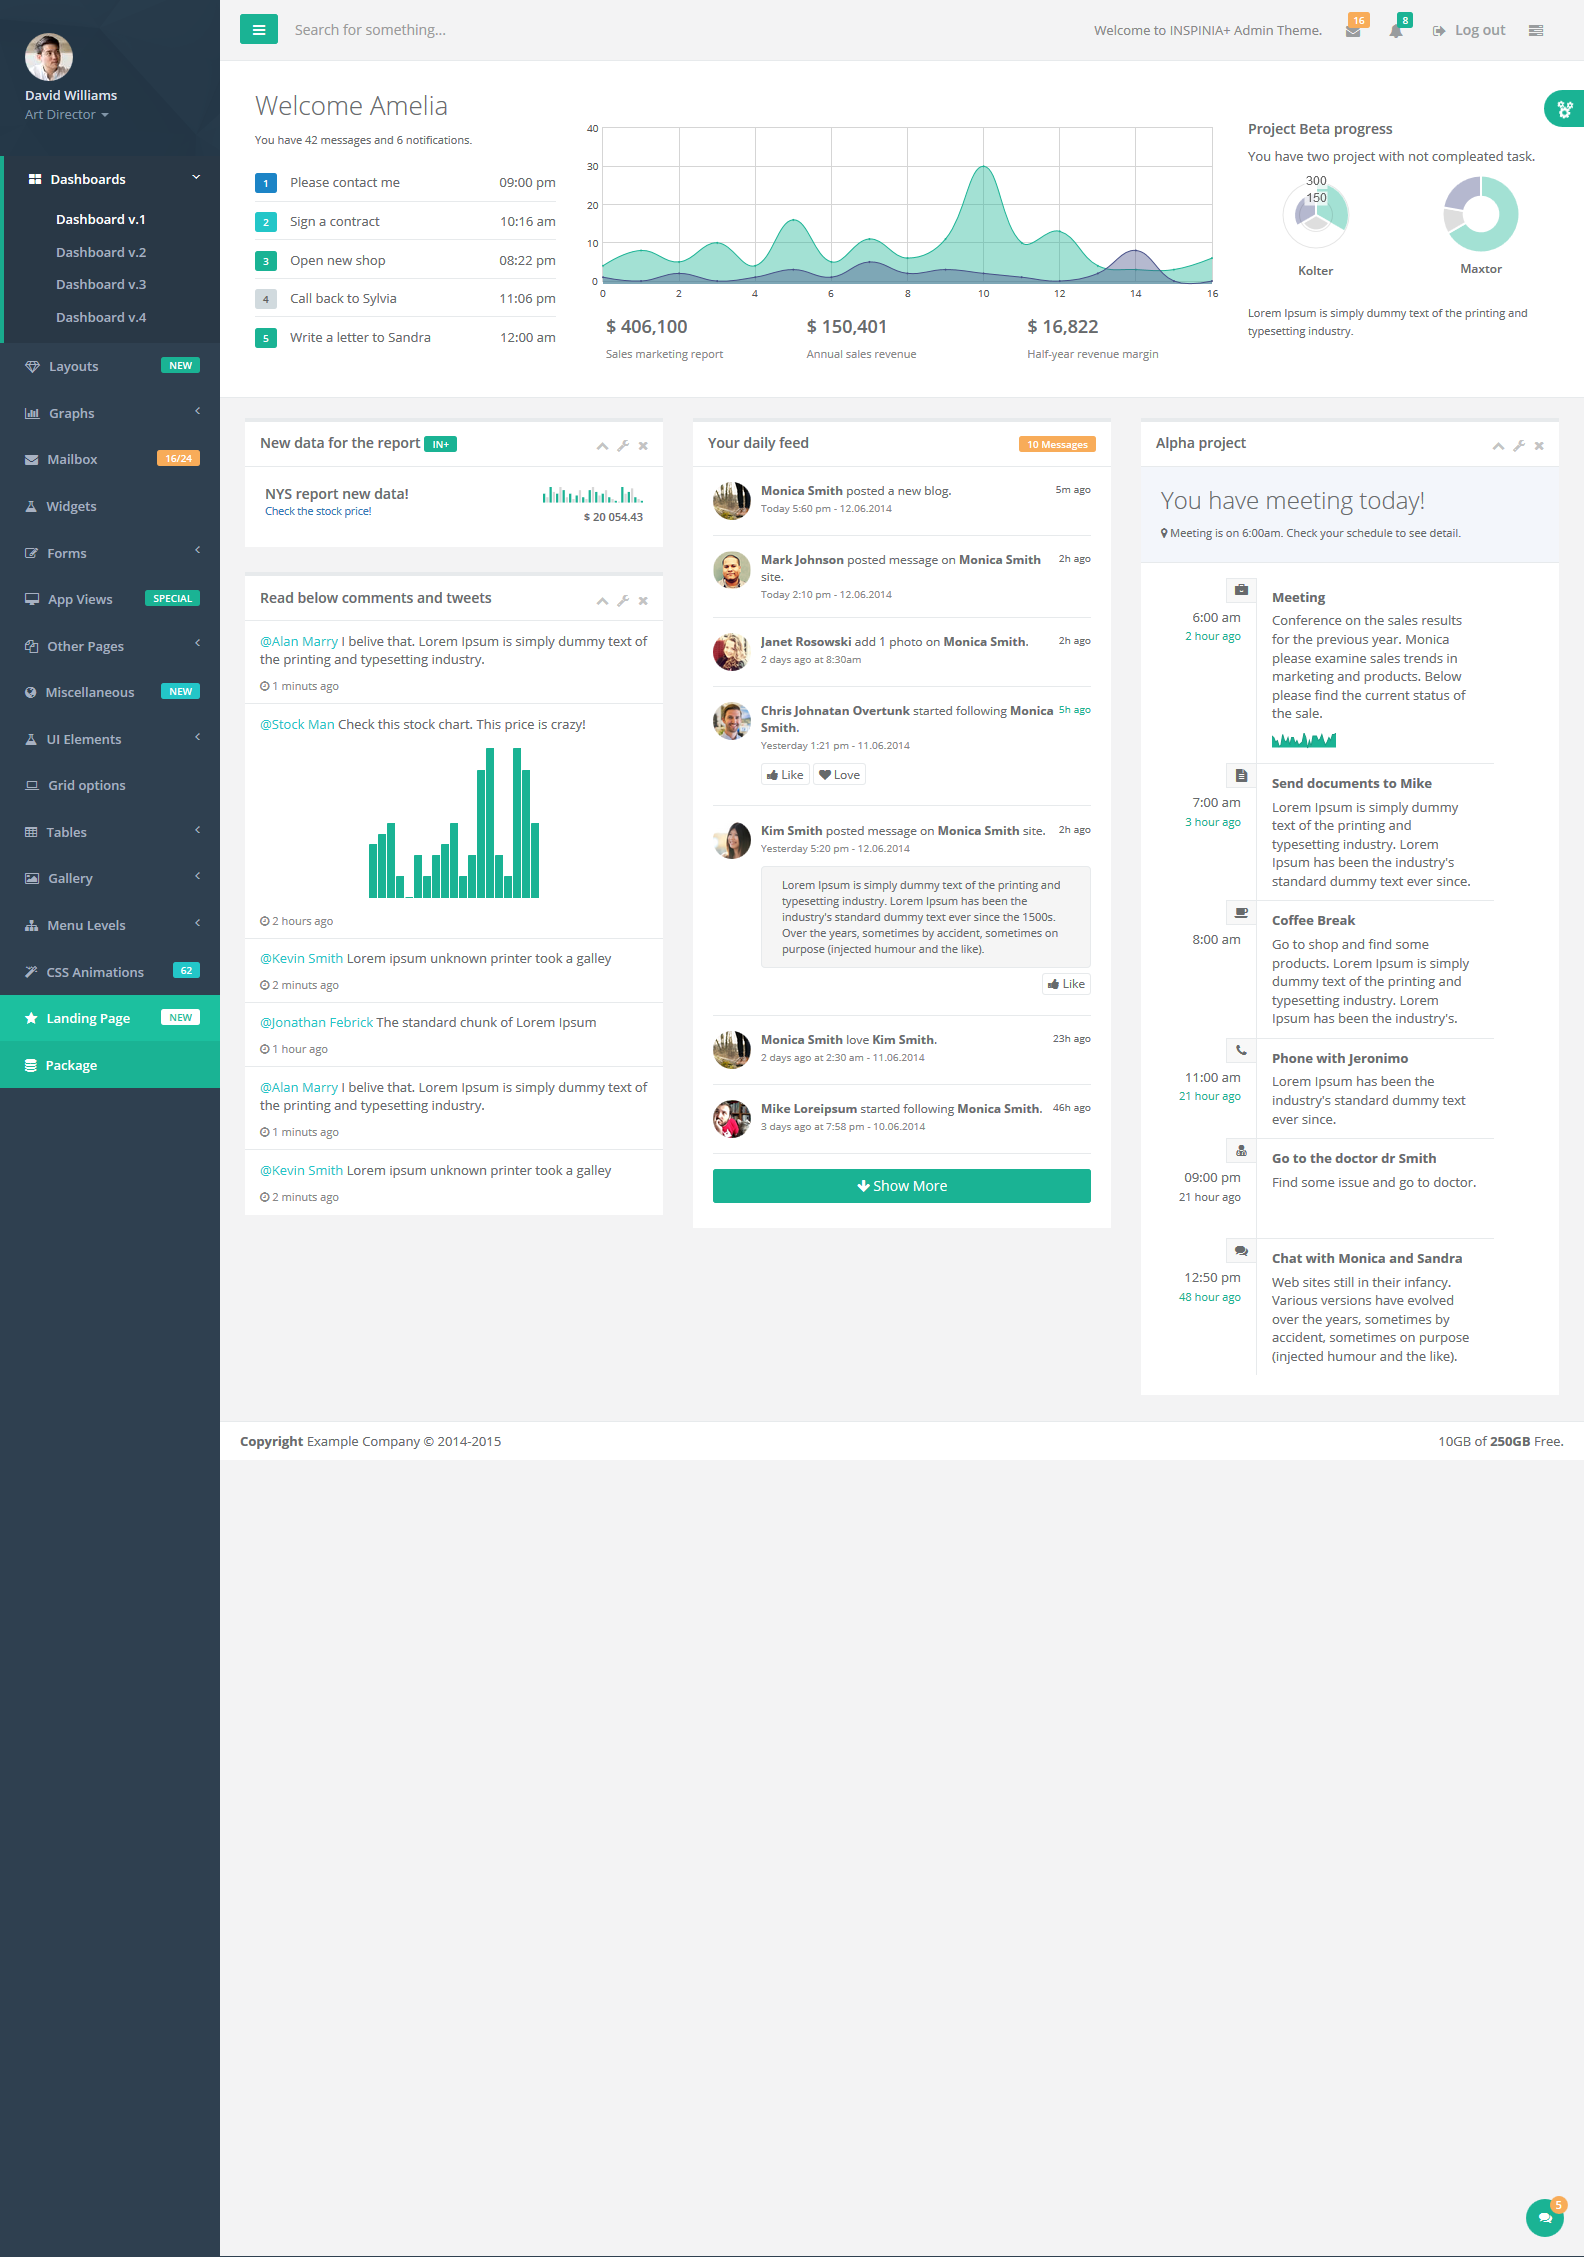 David Williams
Art Director
Dashboards
Dashboard v.1
Dashboard v.2
Dashboard v.3
Dashboard v.4
Layouts NEW
Graphs
Mailbox 16/24
Widgets
Forms
App Views SPECIAL
Other Pages
Miscellaneous NEW
UI Elements
Grid options
Tables
Gallery
Menu Levels
CSS Animations 62
Landing Page NEW
Package
Search for something...
Welcome to INSPINIA+ Admin Theme. 16 8 Log out
Welcome Amelia
You have 42 messages and 6 notifications.
1 Please contact me 09:00 pm
2 Sign a contract 10:16 am
3 Open new shop 08:22 pm
4 Call back to Sylvia 11:06 pm
5 Write a letter to Sandra 12:00 am
40
30
20
10
0
0 2 4 6 8 10 12 14 16
$ 406,100 $ 150,401 $ 16,822
Sales marketing report Annual sales revenue Half-year revenue margin
Project Beta progress
You have two project with not compleated task.
300
150
Kolter Maxtor
Lorem Ipsum is simply dummy text of the printing and
typesetting industry.
New data for the report IN+
NYS report new data!
Check the stock price!
$ 20 054.43
Read below comments and tweets
@Alan Marry I belive that. Lorem Ipsum is simply dummy text of
the printing and typesetting industry.
1 minuts ago
@Stock Man Check this stock chart. This price is crazy!
2 hours ago
@Kevin Smith Lorem ipsum unknown printer took a galley
2 minuts ago
@Jonathan Febrick The standard chunk of Lorem Ipsum
1 hour ago
@Alan Marry I belive that. Lorem Ipsum is simply dummy text of
the printing and typesetting industry.
1 minuts ago
@Kevin Smith Lorem ipsum unknown printer took a galley
2 minuts ago
Your daily feed 10 Messages
Monica Smith posted a new blog. 5m ago
Today 5:60 pm - 12.06.2014
Mark Johnson posted message on Monica Smith 2h ago
site.
Today 2:10 pm - 12.06.2014
Janet Rosowski add 1 photo on Monica Smith. 2h ago
2 days ago at 8:30am
Chris Johnatan Overtunk started following Monica 5h ago
Smith.
Yesterday 1:21 pm - 11.06.2014
Like Love
Kim Smith posted message on Monica Smith site. 2h ago
Yesterday 5:20 pm - 12.06.2014
Lorem Ipsum is simply dummy text of the printing and
typesetting industry. Lorem Ipsum has been the
industry's standard dummy text ever since the 1500s.
Over the years, sometimes by accident, sometimes on
purpose (injected humour and the like).
Like
Monica Smith love Kim Smith. 23h ago
2 days ago at 2:30 am - 11.06.2014
Mike Loreipsum started following Monica Smith. 46h ago
3 days ago at 7:58 pm - 10.06.2014
Show More
Alpha project
You have meeting today!
Meeting is on 6:00am. Check your schedule to see detail.
6:00 am
2 hour ago
Meeting
Conference on the sales results
for the previous year. Monica
please examine sales trends in
marketing and products. Below
please find the current status of
the sale.
7:00 am
3 hour ago
Send documents to Mike
Lorem Ipsum is simply dummy
text of the printing and
typesetting industry. Lorem
Ipsum has been the industry's
standard dummy text ever since.
8:00 am
Coffee Break
Go to shop and find some
products. Lorem Ipsum is simply
dummy text of the printing and
typesetting industry. Lorem
Ipsum has been the industry's.
11:00 am
21 hour ago
Phone with Jeronimo
Lorem Ipsum has been the
industry's standard dummy text
ever since.
09:00 pm
21 hour ago
Go to the doctor dr Smith
Find some issue and go to doctor.
12:50 pm
48 hour ago
Chat with Monica and Sandra
Web sites still in their infancy.
Various versions have evolved
over the years, sometimes by
accident, sometimes on purpose
(injected humour and the like).
Copyright Example Company © 2014-2015
10GB of 250GB Free.
5